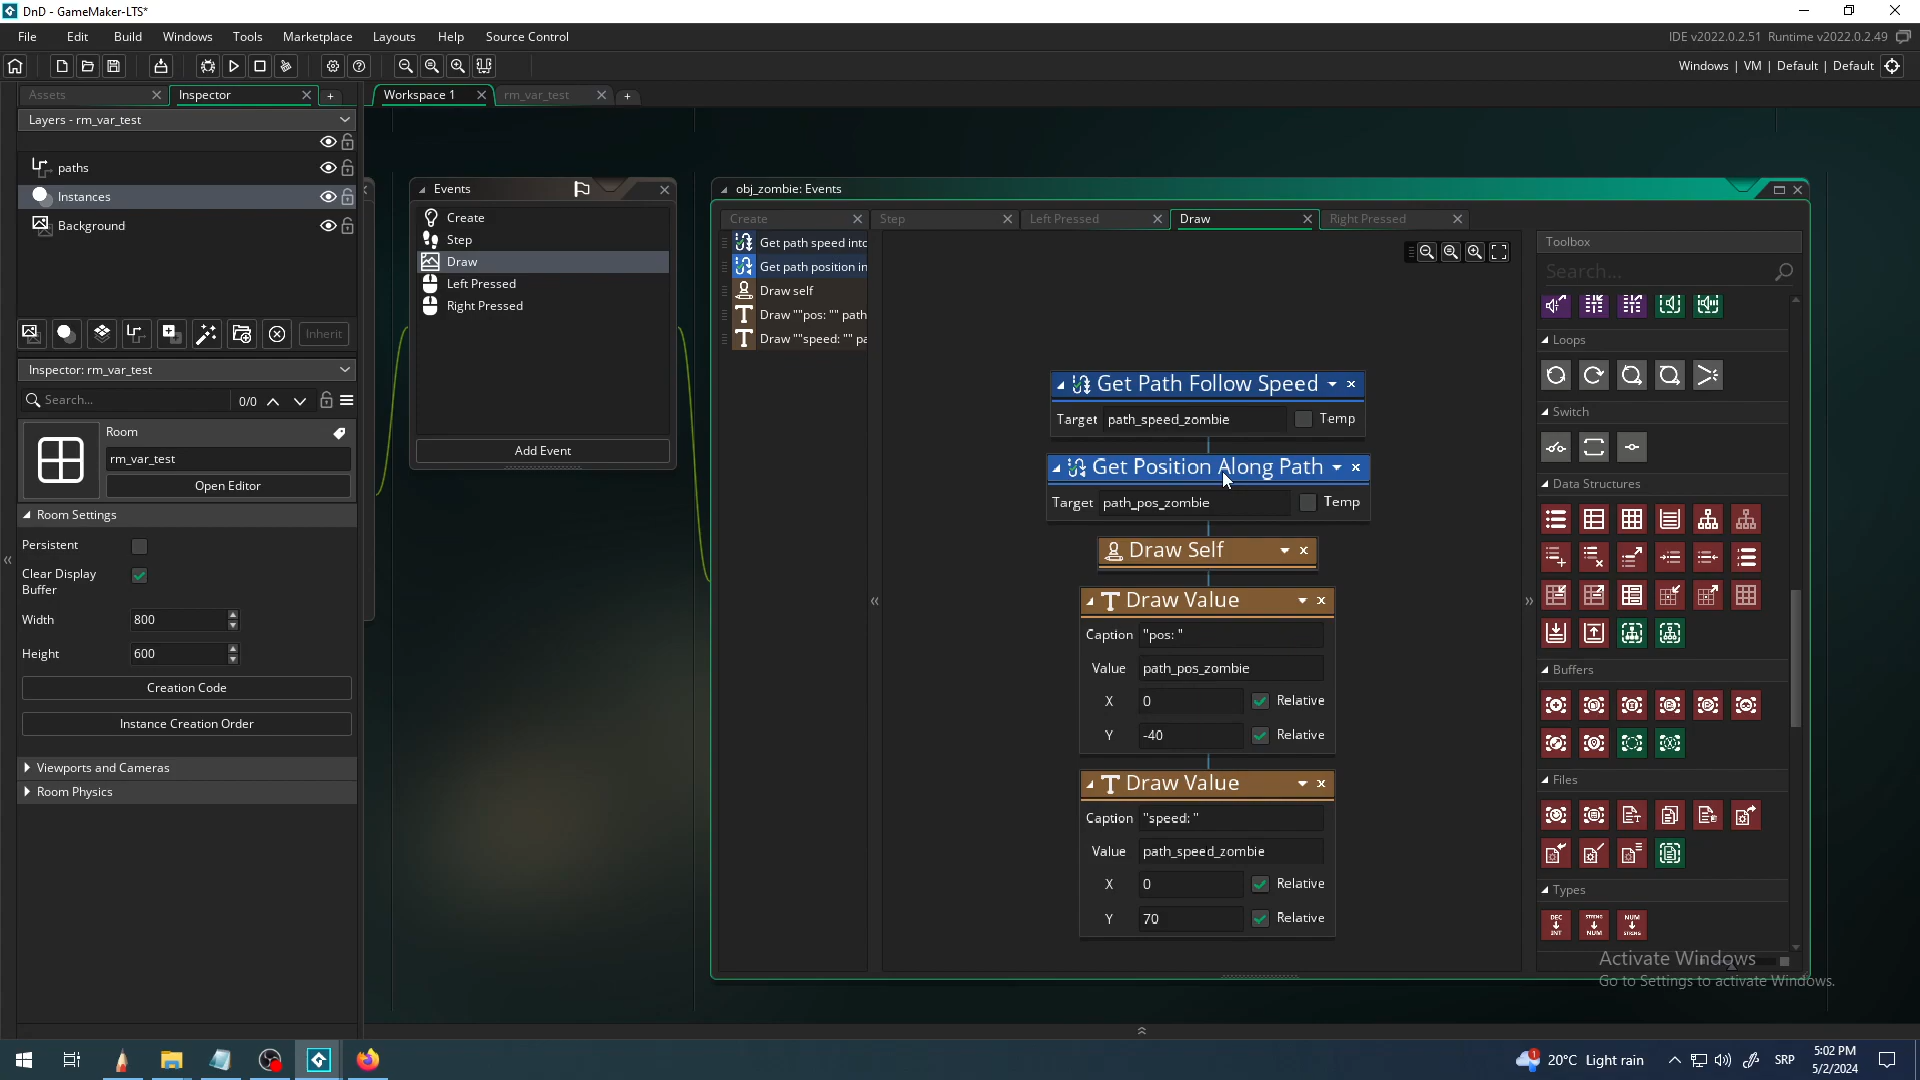 DnD - GameMaker-LTS*
File Edit Build Windows Tools Marketplace Layouts Help Source Control
IDE v2022.0.2.51 Runtime v2022.0.2.49
Windows | VM | Default | Default
Assets
Inspector
Workspace 1
rm_var_test
Layers - rm_var_test
paths
Instances
Background
Inherit
Inspector: rm_var_test
Search...
0/0
Room
rm_var_test
Open Editor
Room Settings
Persistent
Clear Display
Buffer
Width 800
Height 600
Creation Code
Instance Creation Order
Viewports and Cameras
Room Physics
Events
Create
Step
Draw
Left Pressed
Right Pressed
Add Event
obj_zombie: Events
Create Step Left Pressed Draw Right Pressed
Get path speed into
Get path position in
Draw self
Draw ""pos: "" path
Draw ""speed: "" pa
Get Path Follow Speed
Target path_speed_zombie Temp
Get Position Along Path
Target path_pos_zombie Temp
Draw Self
Draw Value
Caption "pos: "
Value path_pos_zombie
X 0 Relative
Y -40 Relative
Draw Value
Caption "speed: "
Value path_speed_zombie
X 0 Relative
Y 70 Relative
Toolbox
Search...
Loops
Switch
Data Structures
Buffers
Files
Types
DEC INT
STRING NUM
NUM STRING
Activate Windows
Go to Settings to activate Windows.
1
20°C Light rain
SRP
5:02 PM
5/2/2024